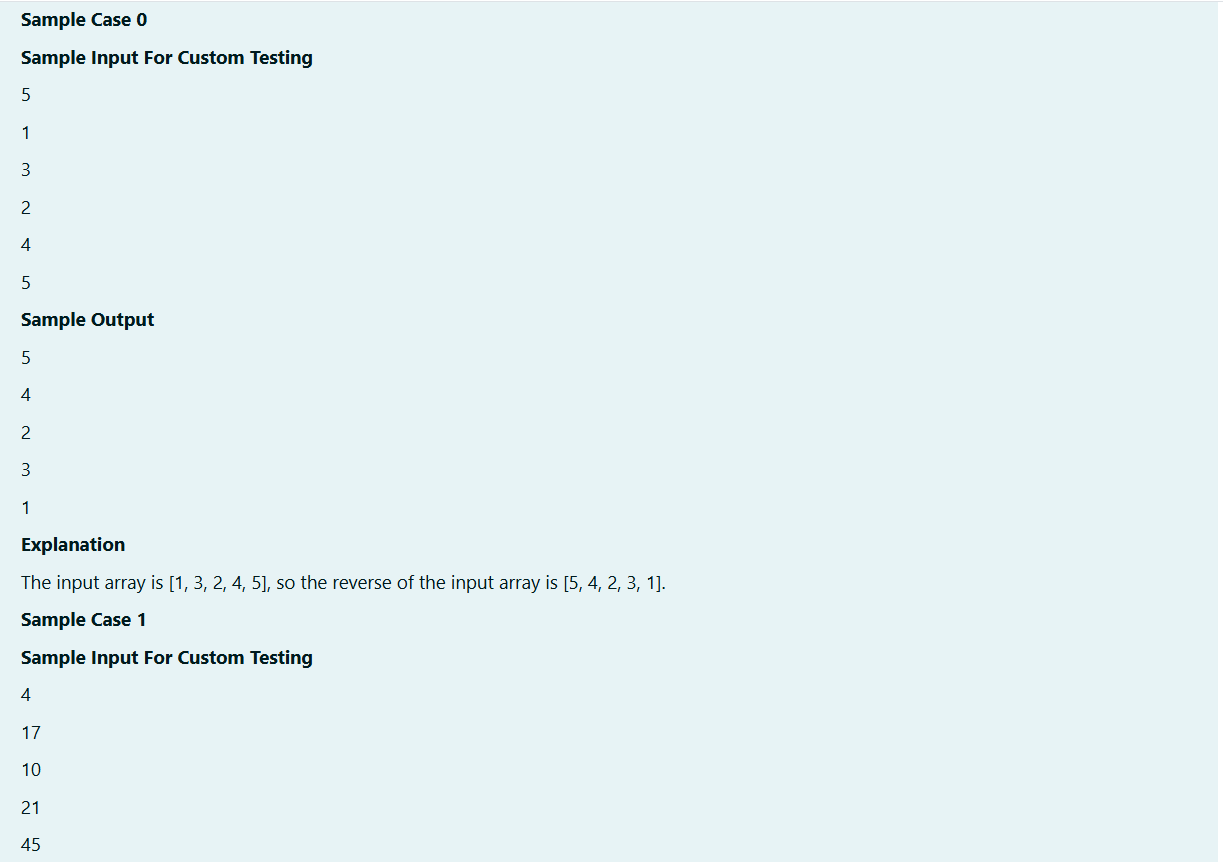 Sample Case 0
Sample Input For Custom Testing
5
1
3
2
4
5
Sample Output
5
4
2
3
1
Explanation
The input array is [1, 3, 2, 4, 5], so the reverse of the input array is [5, 4, 2, 3, 1].
Sample Case 1
Sample Input For Custom Testing
4
17
10
21
45